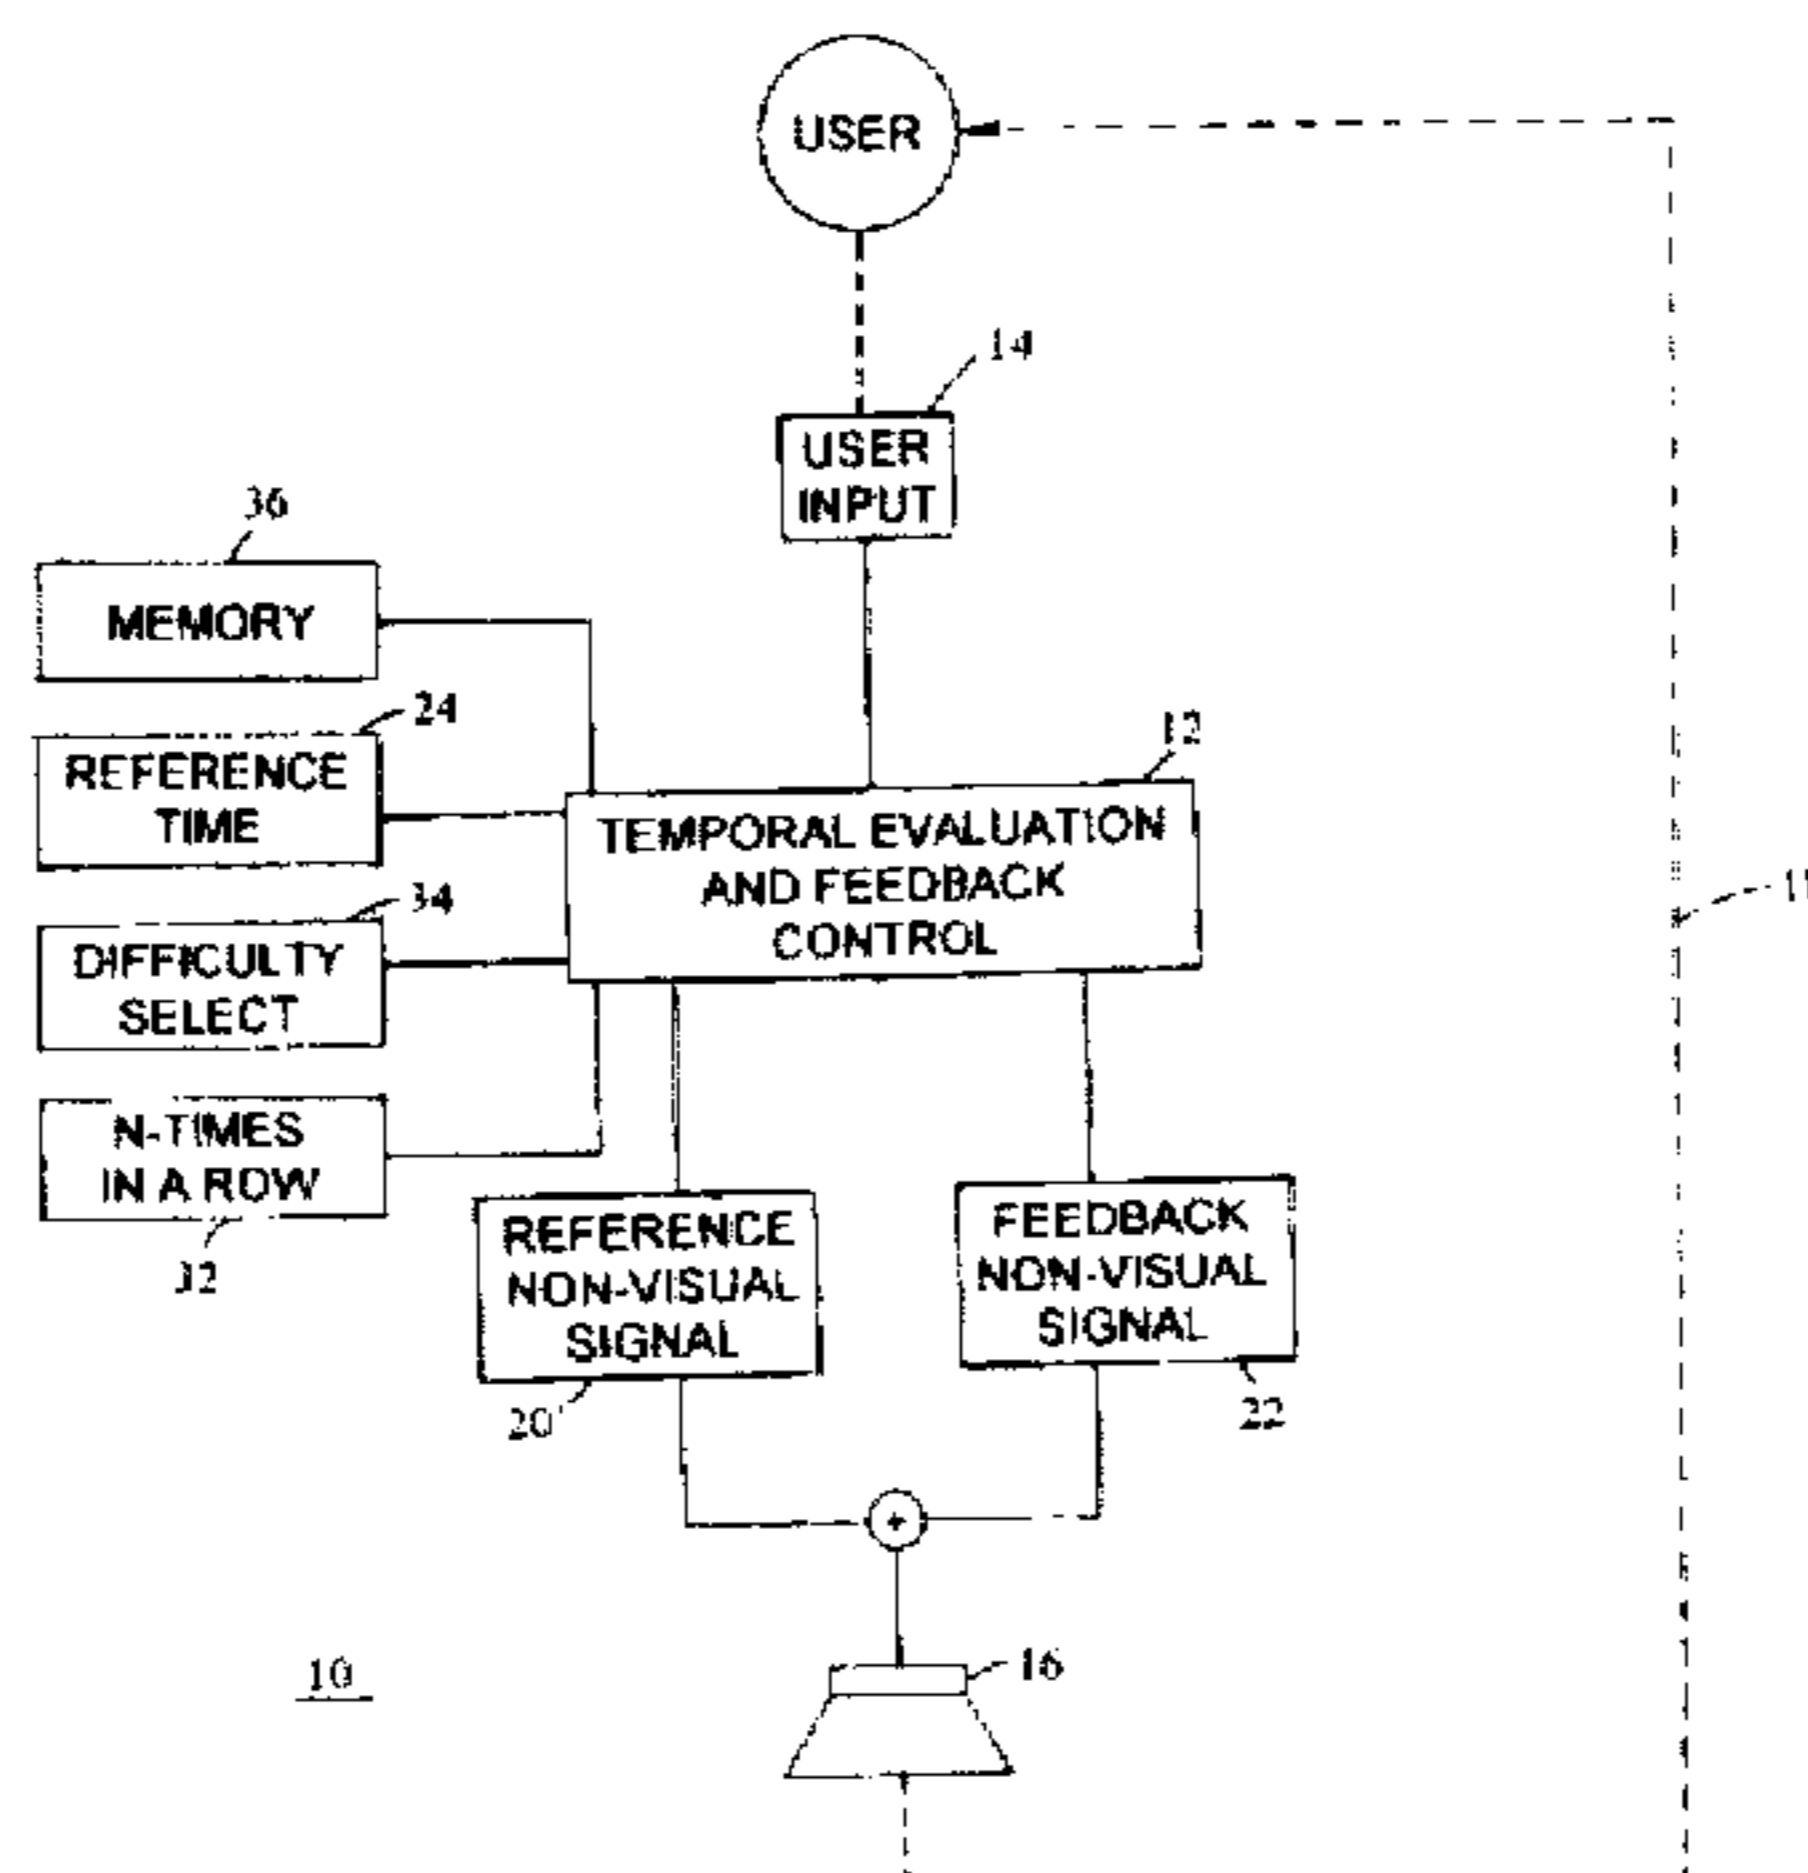 USER
14
USER
INPUT
36
MEMORY
24
REFERENCE
TIME
12
TEMPORAL EVALUATION
AND FEEDBACK
CONTROL
34
DIFFICULTY
SELECT
N-TIMES
IN A ROW
32
REFERENCE
NON-VISUAL
SIGNAL
20
FEEDBACK
NON-VISUAL
SIGNAL
22
+
16
10